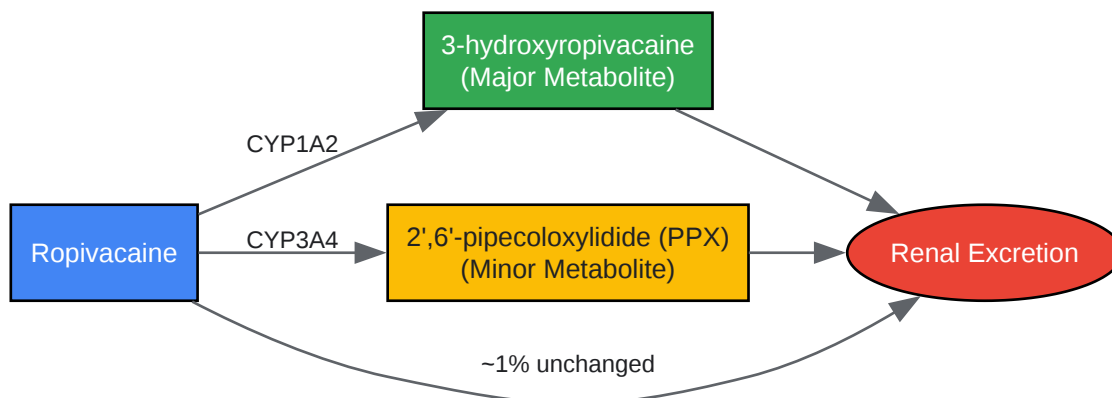 3-hydroxyropivacaine
(Major Metabolite)
CYP1A2
Ropivacaine
CYP3A4
2',6'-pipecoloxylidide (PPX)
(Minor Metabolite)
Renal Excretion
~1% unchanged